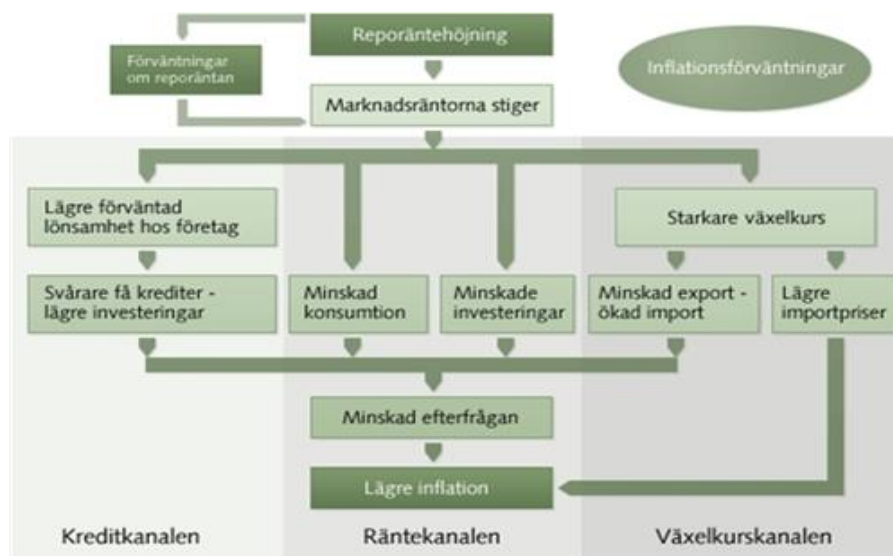 Reporäntehöjning
Förväntningar
om reporäntan
Inflationsförväntningar
Marknadsräntorna stiger
Lägre förväntad
lönsamhet hos företag
Starkare växelkurs
Svårare få krediter -
lägre investeringar
Minskad
konsumtion
Minskade
investeringar
Minskad export -
ökad import
Lägre
importpriser
Minskad efterfrågan
Lägre inflation
Kreditkanalen
Räntekanalen
Växelkurskanalen